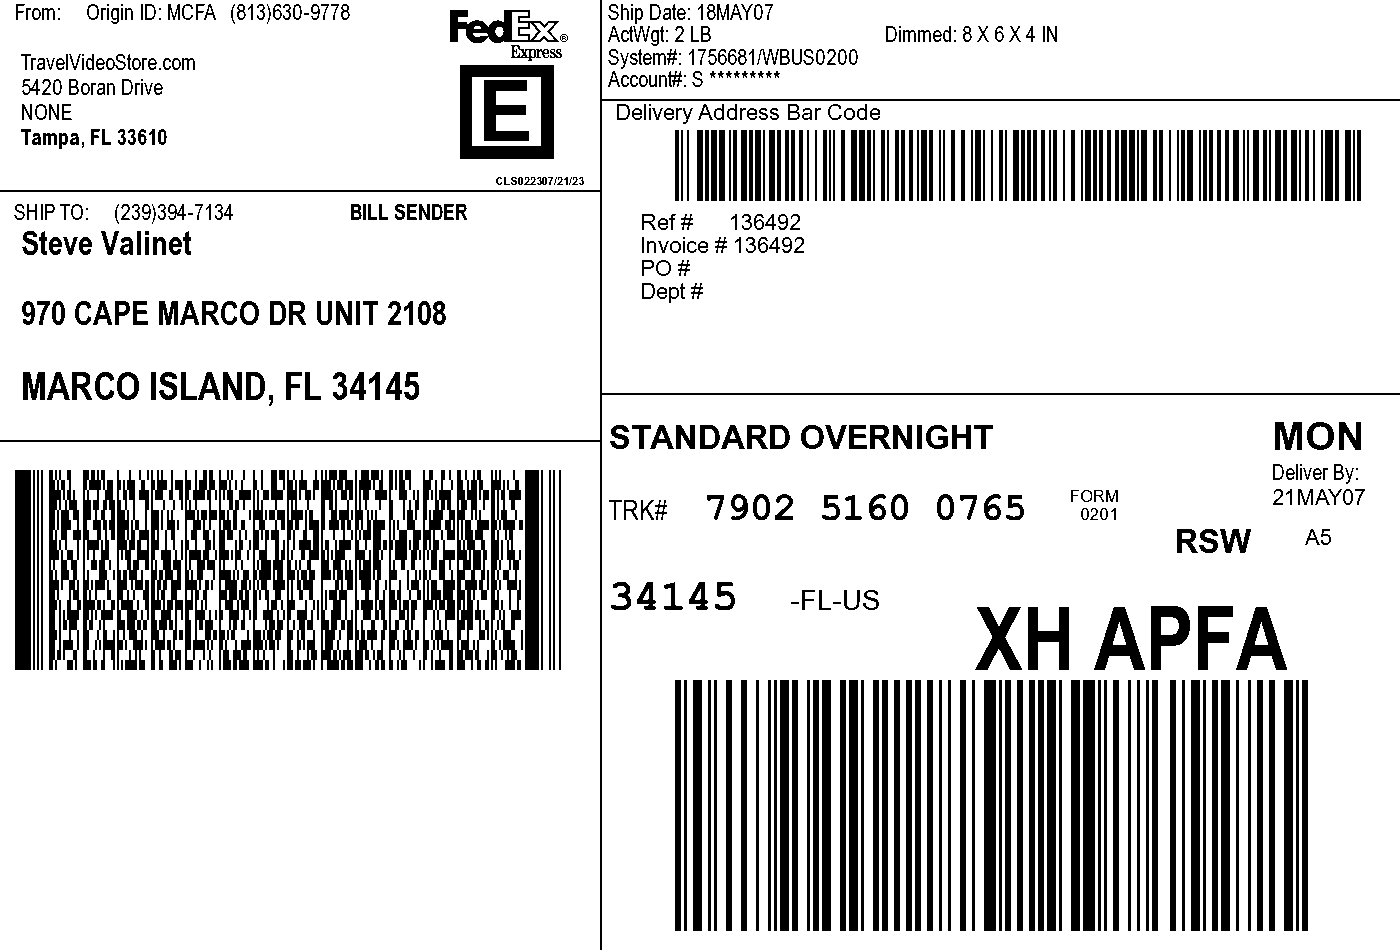 From: Origin ID: MCFA (813)630-9778
TravelVideoStore.com
5420 Boran Drive
NONE
Tampa, FL 33610
FedEx®
Express
E
CLS022307/21/23
Ship Date: 18MAY07
ActWgt: 2 LB Dimmed: 8 X 6 X 4 IN
System#: 1756681/WBUS0200
Account#: S *********
Delivery Address Bar Code
SHIP TO: (239)394-7134 BILL SENDER
Steve Valinet
970 CAPE MARCO DR UNIT 2108
MARCO ISLAND, FL 34145
Ref # 136492
Invoice # 136492
PO #
Dept #
STANDARD OVERNIGHT
MON
Deliver By:
21MAY07
TRK# 7902 5160 0765
FORM
0201
RSW A5
34145 -FL-US
XH APFA